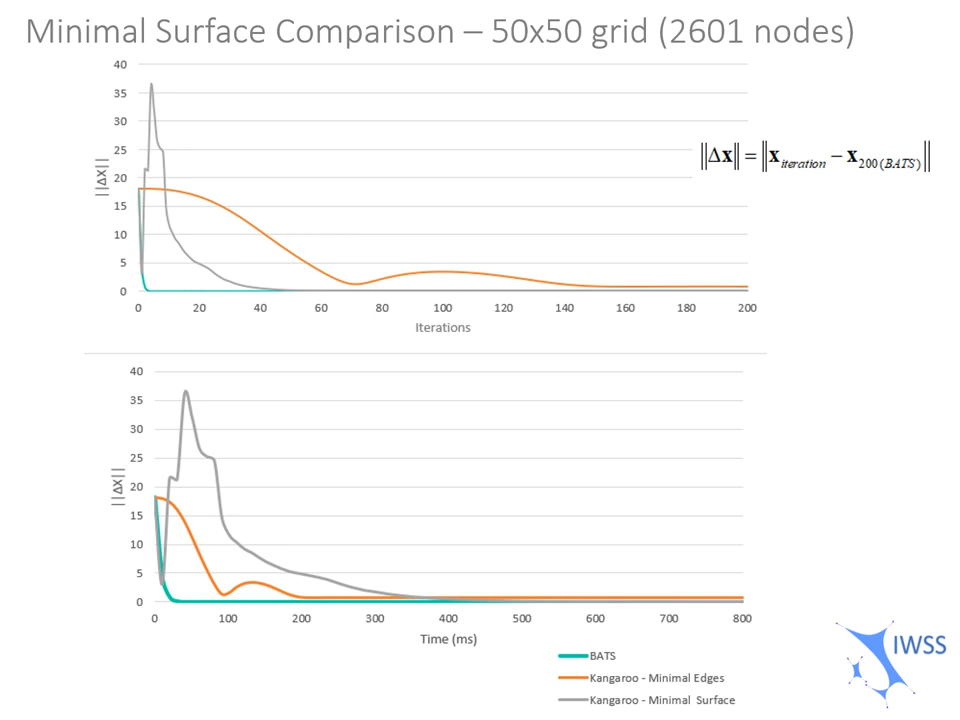 Minimal Surface Comparison – 50x50 grid (2601 nodes)
40
35
30
25
20
15
10
5
0
||Δx||
0 20 40 60 80 100 120 140 160 180 200
Iterations
||Δx|| = ||x_iteration − x_200(BATS)||
40
35
30
25
20
15
10
5
0
||Δx||
0 100 200 300 400 500 600 700 800
Time (ms)
BATS
Kangaroo - Minimal Edges
Kangaroo - Minimal Surface
IWSS